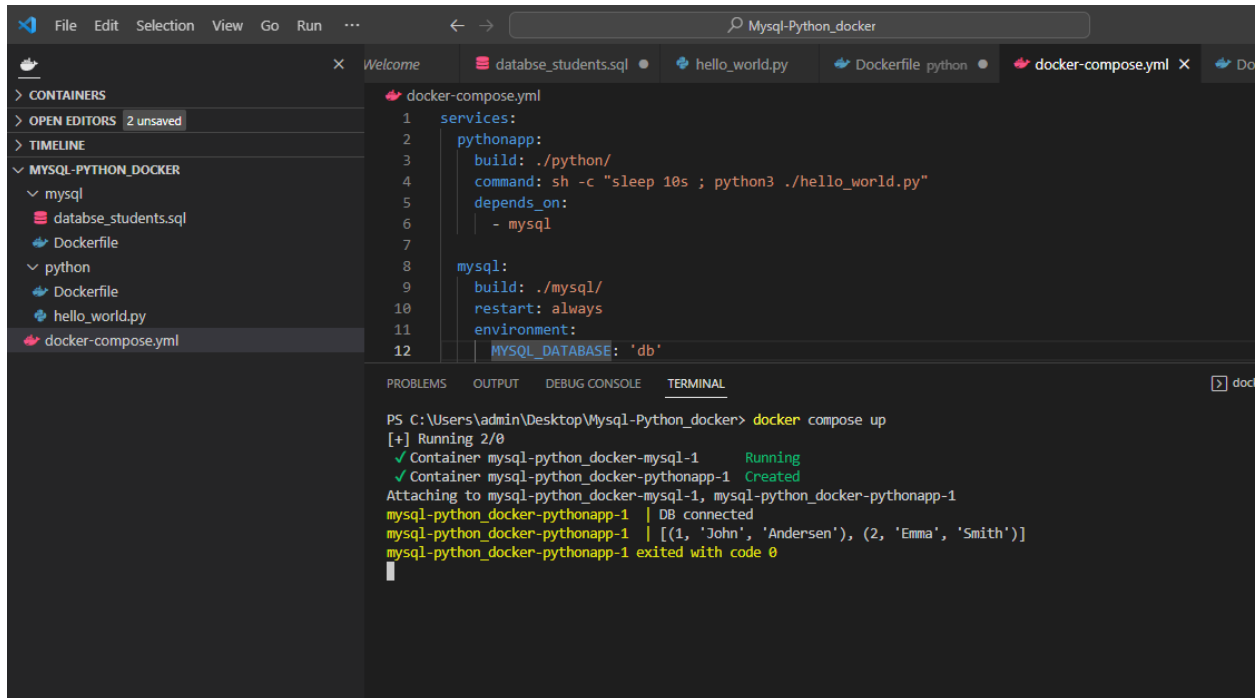 File Edit Selection View Go Run ··· ← → Mysql-Python_docker
Welcome databse_students.sql ● hello_world.py Dockerfile python ● docker-compose.yml ×
> CONTAINERS
> OPEN EDITORS 2 unsaved
> TIMELINE
MYSQL-PYTHON_DOCKER
mysql
databse_students.sql
Dockerfile
python
Dockerfile
hello_world.py
docker-compose.yml
docker-compose.yml
1 services:
2 pythonapp:
3 build: ./python/
4 command: sh -c "sleep 10s ; python3 ./hello_world.py"
5 depends_on:
6 - mysql
7
8 mysql:
9 build: ./mysql/
10 restart: always
11 environment:
12 MYSQL_DATABASE: 'db'
PROBLEMS OUTPUT DEBUG CONSOLE TERMINAL
PS C:\Users\admin\Desktop\Mysql-Python_docker> docker compose up
[+] Running 2/0
✓ Container mysql-python_docker-mysql-1 Running
✓ Container mysql-python_docker-pythonapp-1 Created
Attaching to mysql-python_docker-mysql-1, mysql-python_docker-pythonapp-1
mysql-python_docker-pythonapp-1 | DB connected
mysql-python_docker-pythonapp-1 | [(1, 'John', 'Andersen'), (2, 'Emma', 'Smith')]
mysql-python_docker-pythonapp-1 exited with code 0